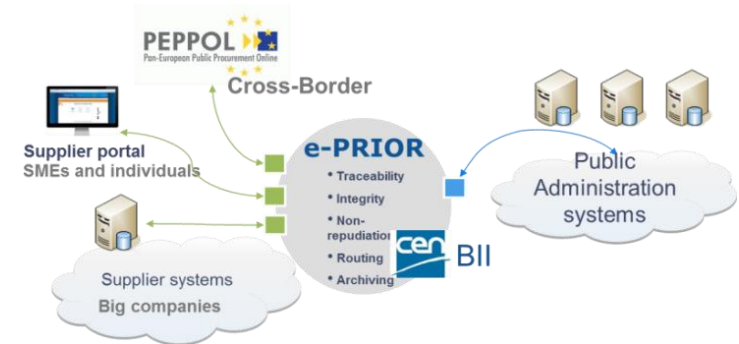 PEPPOL
Pan-European Public Procurement Online
Cross-Border
Supplier portal
SMEs and individuals
Supplier systems
Big companies
e-PRIOR
• Traceability
• Integrity
• Non-
repudiation
• Routing
• Archiving
cen
BII
Public
Administration
systems